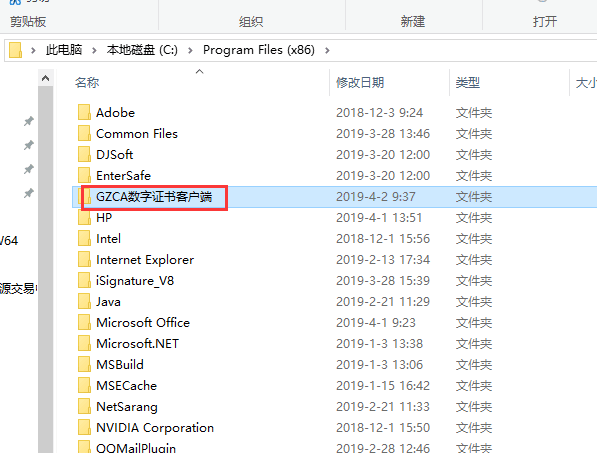 剪贴板 组织 新建 打开
此电脑 本地磁盘 (C:) Program Files (x86)
名称 修改日期 类型 大小
Adobe 2018-12-3 9:24 文件夹
Common Files 2019-3-28 13:46 文件夹
DJSoft 2019-3-20 12:00 文件夹
EnterSafe 2019-3-20 12:00 文件夹
GZCA数字证书客户端 2019-4-2 9:37 文件夹
HP 2019-4-1 13:51 文件夹
W64 Intel 2018-12-1 15:56 文件夹
Internet Explorer 2019-2-13 17:34 文件夹
源交易 iSignature_V8 2019-3-28 15:39 文件夹
Java 2019-2-21 11:29 文件夹
Microsoft Office 2019-4-1 9:23 文件夹
Microsoft.NET 2019-1-3 13:38 文件夹
MSBuild 2019-1-3 13:06 文件夹
MSECache 2019-1-15 16:42 文件夹
NetSarang 2019-2-21 11:33 文件夹
NVIDIA Corporation 2018-12-1 15:50 文件夹
QQMailPlugin 2019-2-28 12:46 文件夹